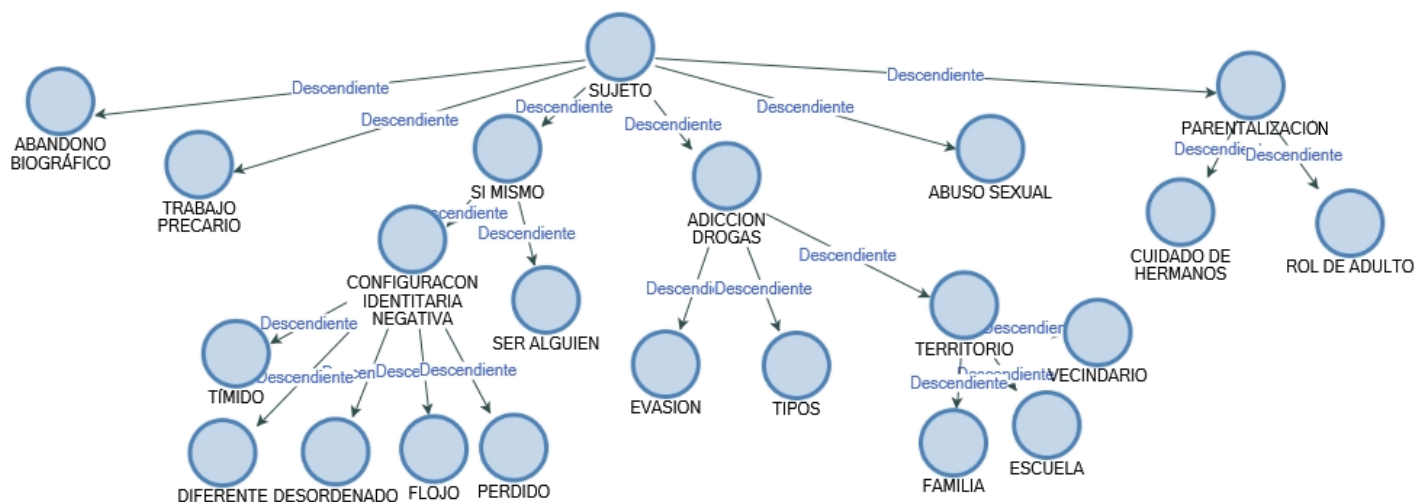 SUJETO
Descendiente
Descendiente
Descendiente
Descendiente
Descendiente
Descendiente
ABANDONO
BIOGRÁFICO
TRABAJO
PRECARIO
SI MISMO
ADICCION
DROGAS
ABUSO SEXUAL
PARENTALIZACIÓN
Descendiente
Descendiente
CUIDADO DE
HERMANOS
ROL DE ADULTO
Descendiente
Descendiente
CONFIGURACON
IDENTITARIA
NEGATIVA
SER ALGUIEN
Descendiente
Descendiente
Descendiente
EVASION
TIPOS
TERRITORIO
Descendiente
Descendiente
Descendiente
VECINDARIO
FAMILIA
ESCUELA
Descendiente
Descendiente
Descendiente
TÍMIDO
DIFERENTE
DESORDENADO
FLOJO
PERDIDO